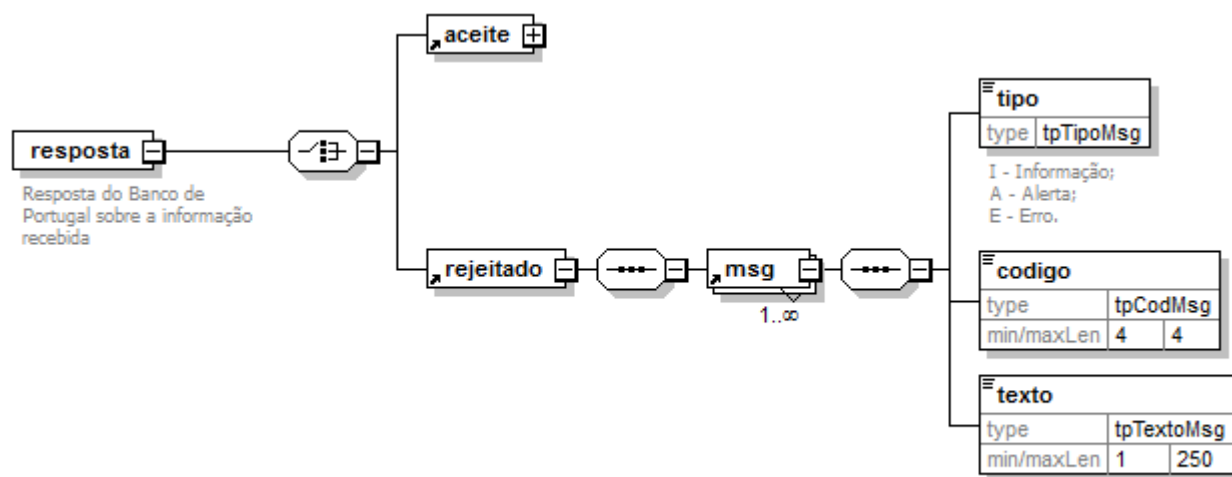 aceite
resposta
Resposta do Banco de
Portugal sobre a informação
recebida
rejeitado
msg
1..∞
tipo
type tpTipoMsg
I - Informação;
A - Alerta;
E - Erro.
codigo
type tpCodMsg
min/maxLen 4 4
texto
type tpTextoMsg
min/maxLen 1 250